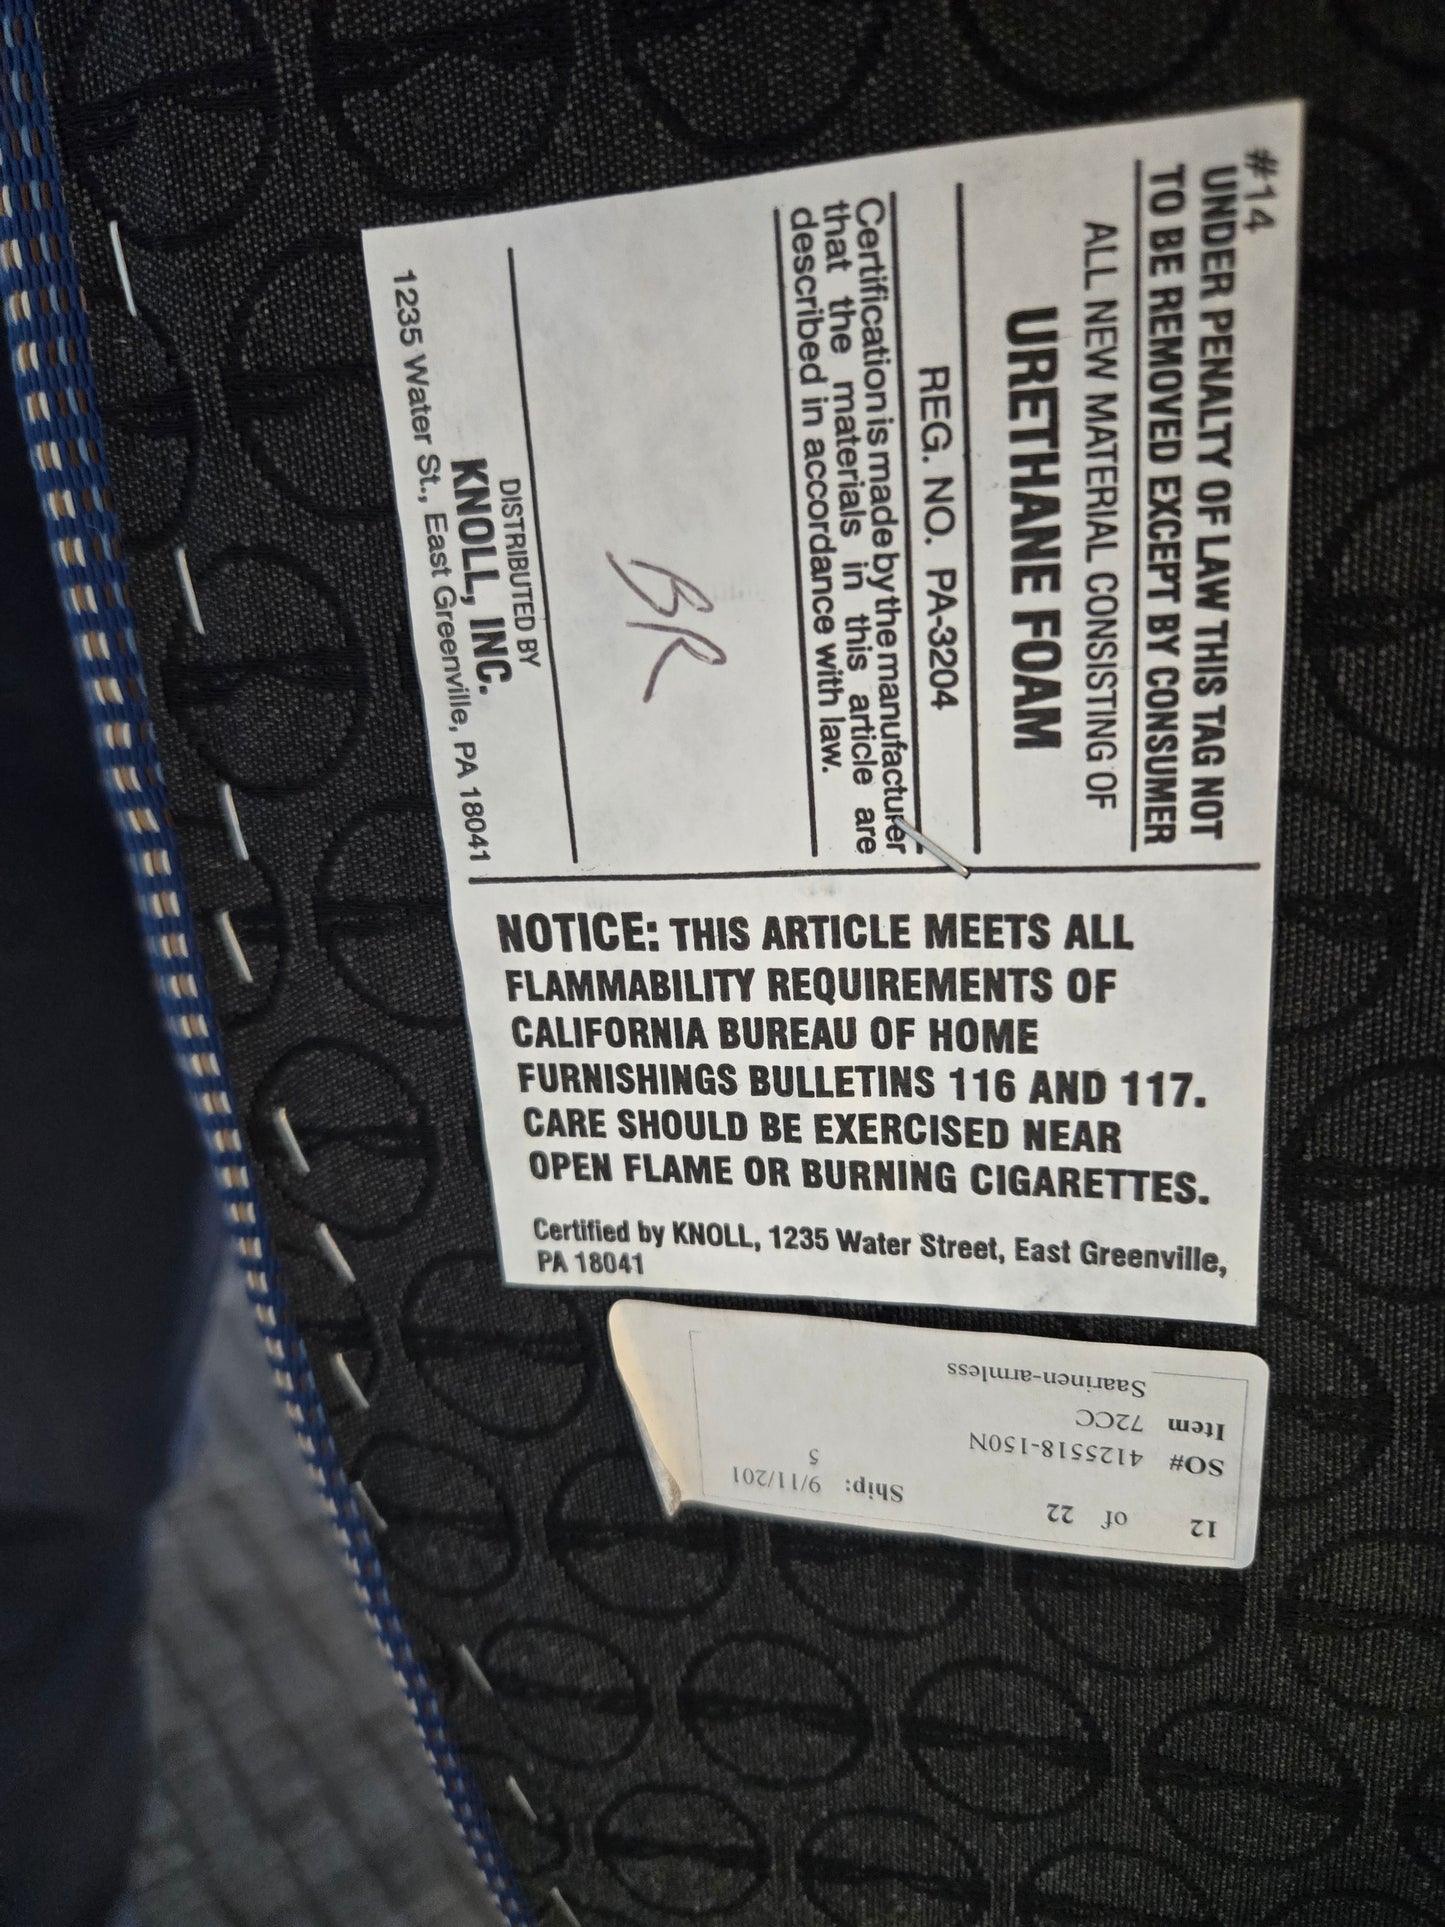 #14
UNDER PENALTY OF LAW THIS TAG NOT
TO BE REMOVED EXCEPT BY CONSUMER
ALL NEW MATERIAL CONSISTING OF
URETHANE FOAM
REG. NO. PA-3204
Certification is made by the manufacturer
that the materials in this article are
described in accordance with law.
BR
DISTRIBUTED BY
KNOLL, INC.
1235 Water St., East Greenville, PA 18041
NOTICE: THIS ARTICLE MEETS ALL
FLAMMABILITY REQUIREMENTS OF
CALIFORNIA BUREAU OF HOME
FURNISHINGS BULLETINS 116 AND 117.
CARE SHOULD BE EXERCISED NEAR
OPEN FLAME OR BURNING CIGARETTES.
Certified by KNOLL, 1235 Water Street, East Greenville,
PA 18041
12 of 22 Ship: 9/11/201
5
SO# 4125518-150N
Item 72CC
Saarinen-armless